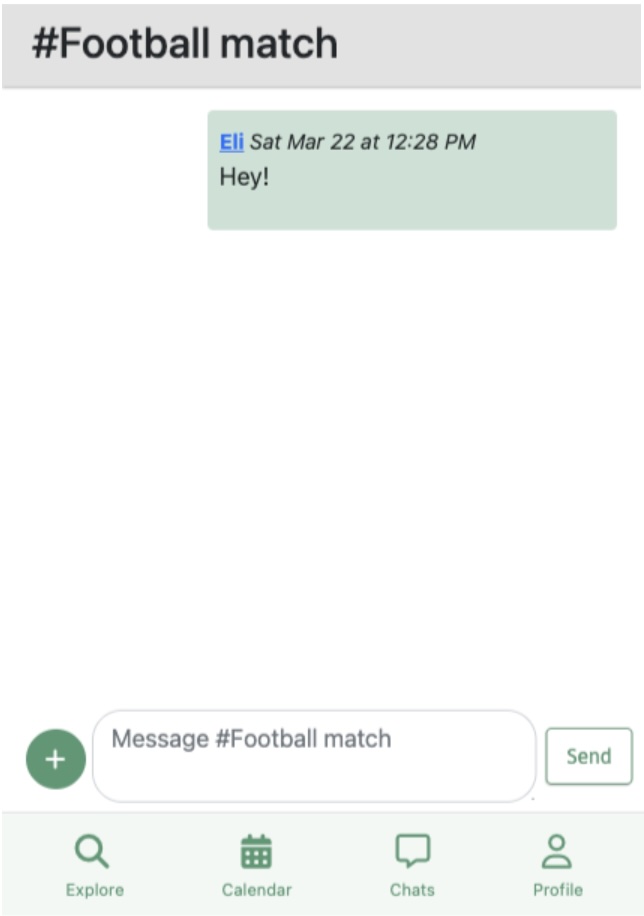 #Football match
Eli Sat Mar 22 at 12:28 PM
Hey!
Message #Football match
Send
Explore
Calendar
Chats
Profile